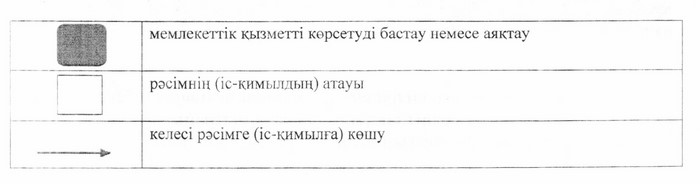 мемлекеттік қызметті көрсетуді бастау немесе аяқтау
рәсімнің (іс-қимылдың) атауы
келесі рәсімге (іс-қимылға) көшу